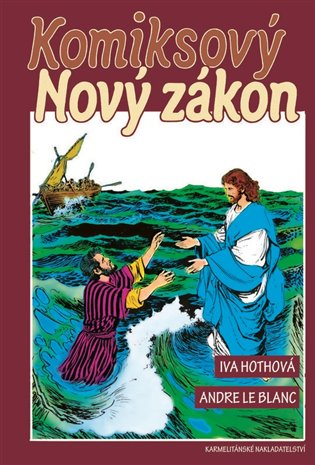 Komiksový
Nový zákon
IVA HOTHOVÁ
ANDRE LE BLANC
KARMELITÁNSKÉ NAKLADATELSTVÍ